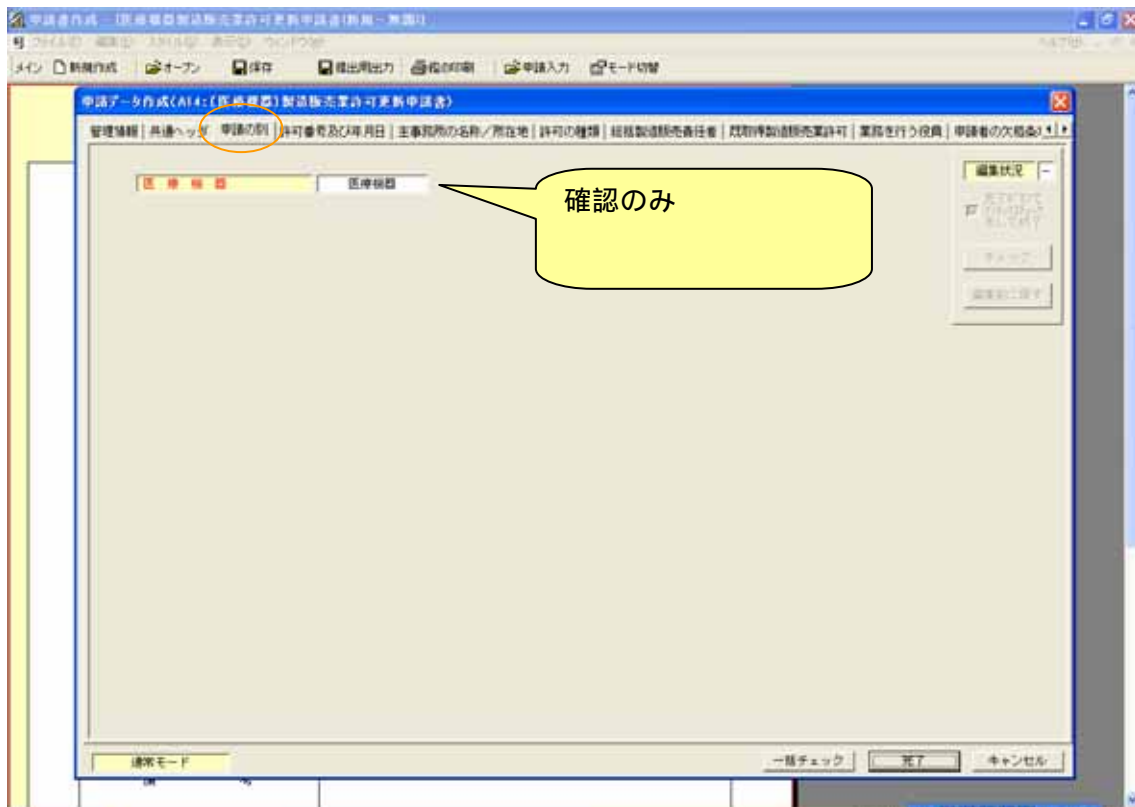 申請書作成 - [医療機器製造販売業許可更新申請書(新規－無題)]
ファイル(F) 編集(E) スタイル(S) 表示(V) ウインドウ(W) ヘルプ(H)
メイン 新規作成 オープン 保存 提出用出力 鑑の印刷 申請入力 モード切替
申請データ作成(A14:(医療機器)製造販売業許可更新申請書)
管理情報 共通ヘッダ 申請の別 許可番号及び年月日 主事務所の名称／所在地 許可の種類 総括製造販売責任者 既取得製造販売業許可 業務を行う役員 申請者の欠格条
医療機器 医療機器
確認のみ
編集状況 －
チェック
編集前に戻す
通常モード
一括チェック 完了 キャンセル